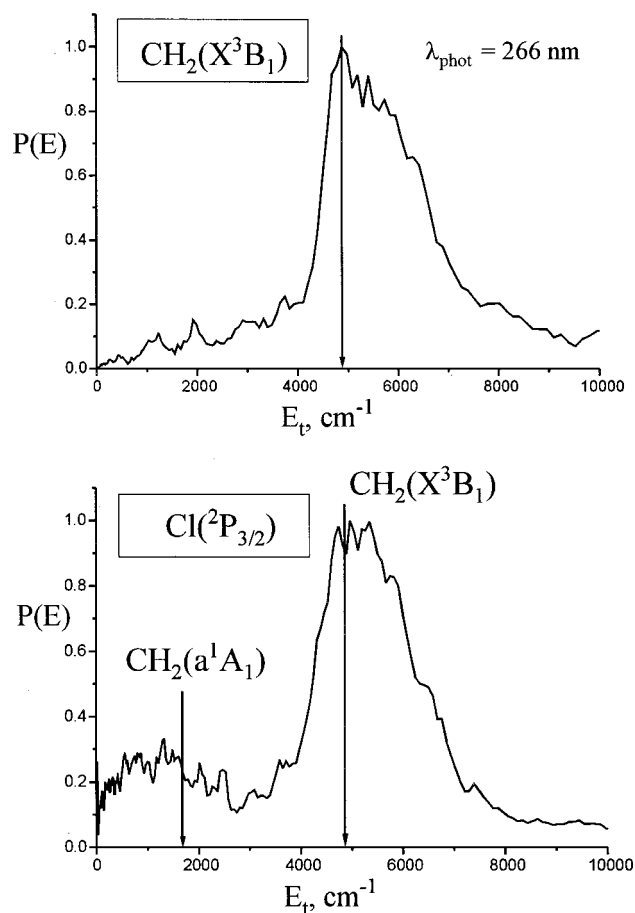 CH₂(X³B₁)
λphot = 266 nm
P(E)
1.0
0.8
0.6
0.4
0.2
0.0
0 2000 4000 6000 8000 10000
Eₜ, cm⁻¹
CH₂(X³B₁)
Cl(²P₃/₂)
P(E)
CH₂(a¹A₁)
1.0
0.8
0.6
0.4
0.2
0.0
0 2000 4000 6000 8000 10000
Eₜ, cm⁻¹